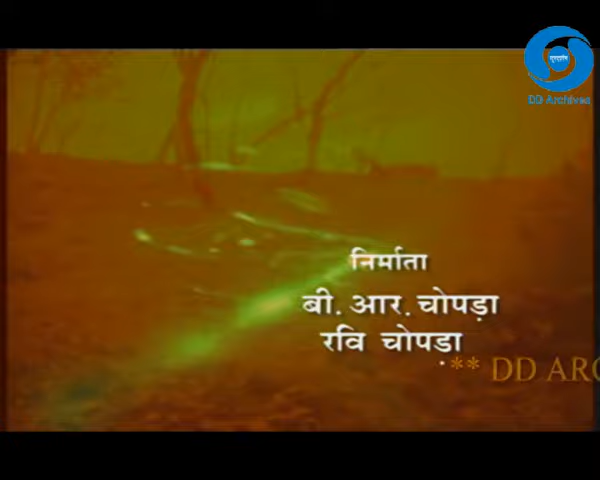 दूरदर्शन
DD Archives
निर्माता
बी. आर. चोपड़ा
रवि चोपडा
** DD ARC